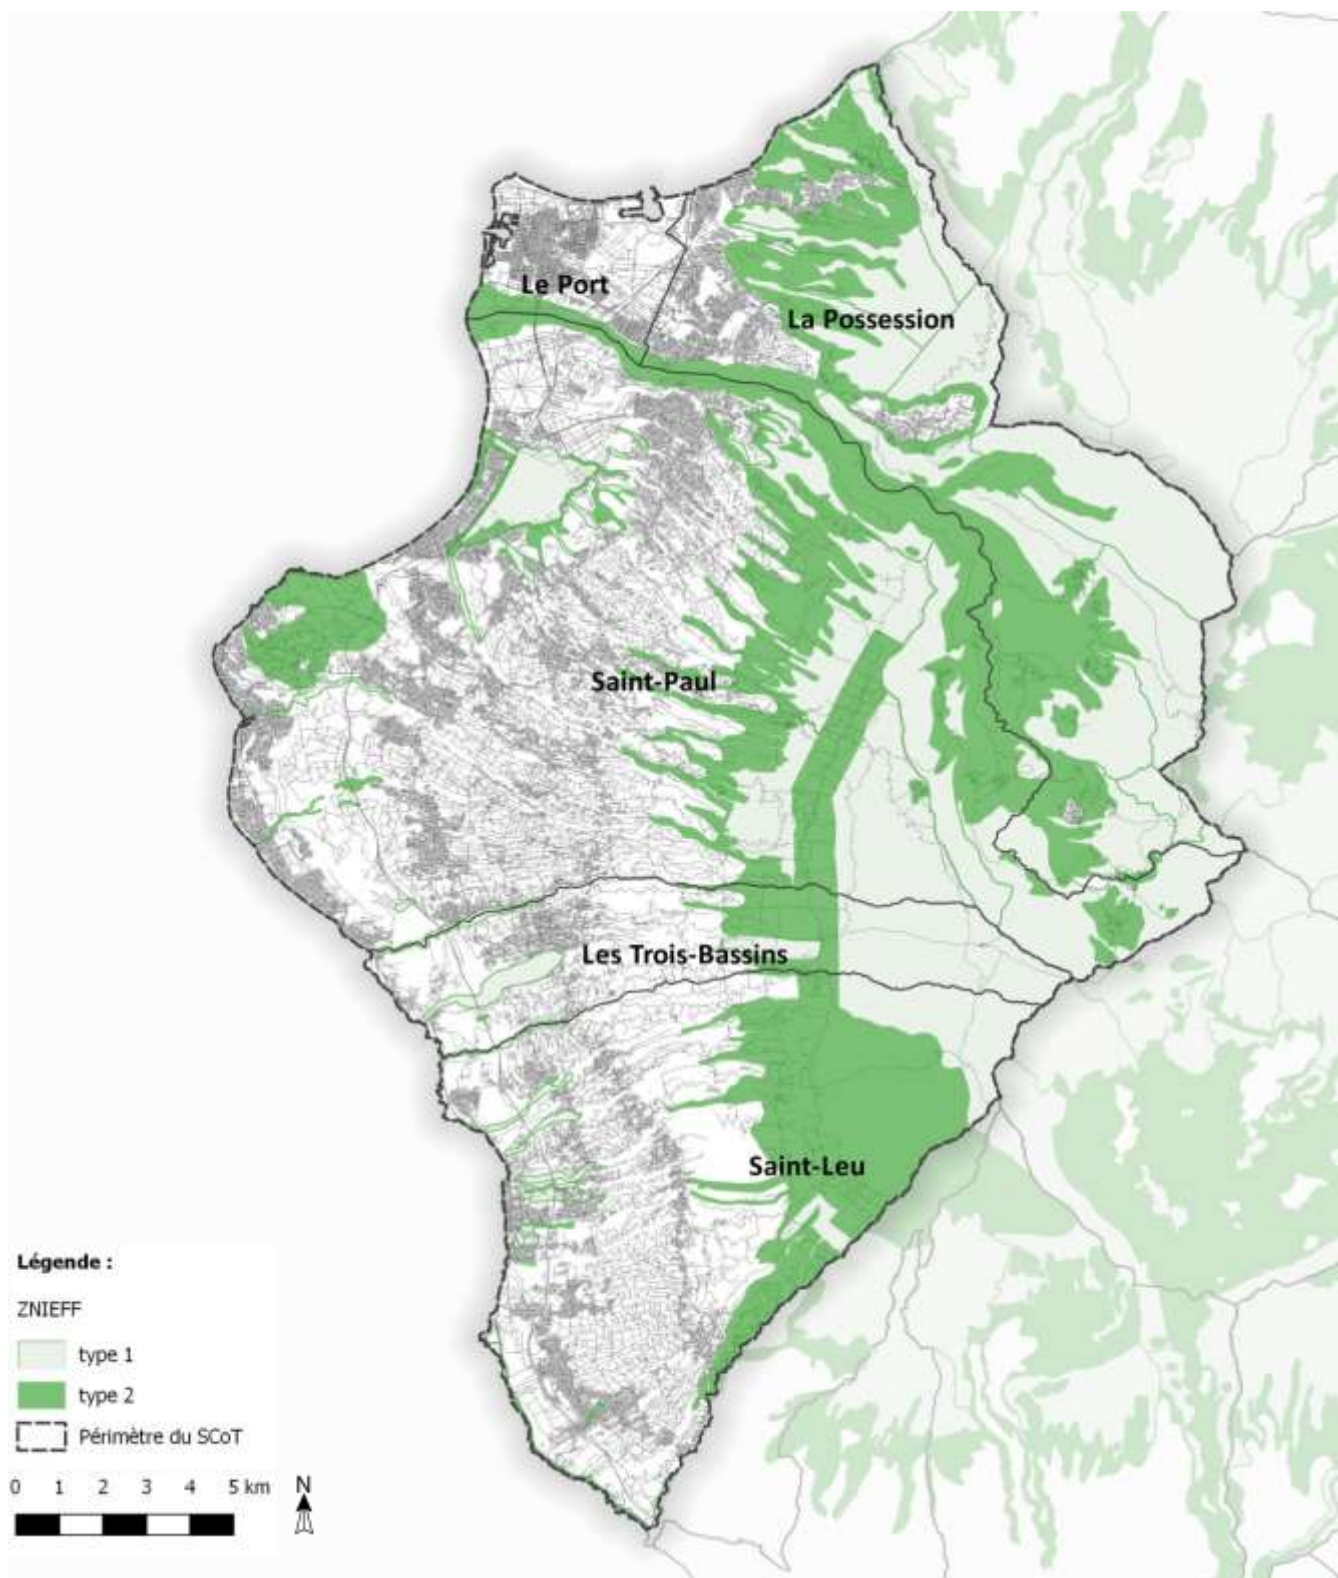 Le Port
La Possession
Saint-Paul
Les Trois-Bassins
Saint-Leu
Légende :
ZNIEFF
type 1
type 2
Périmètre du SCoT
0 1 2 3 4 5 km
N